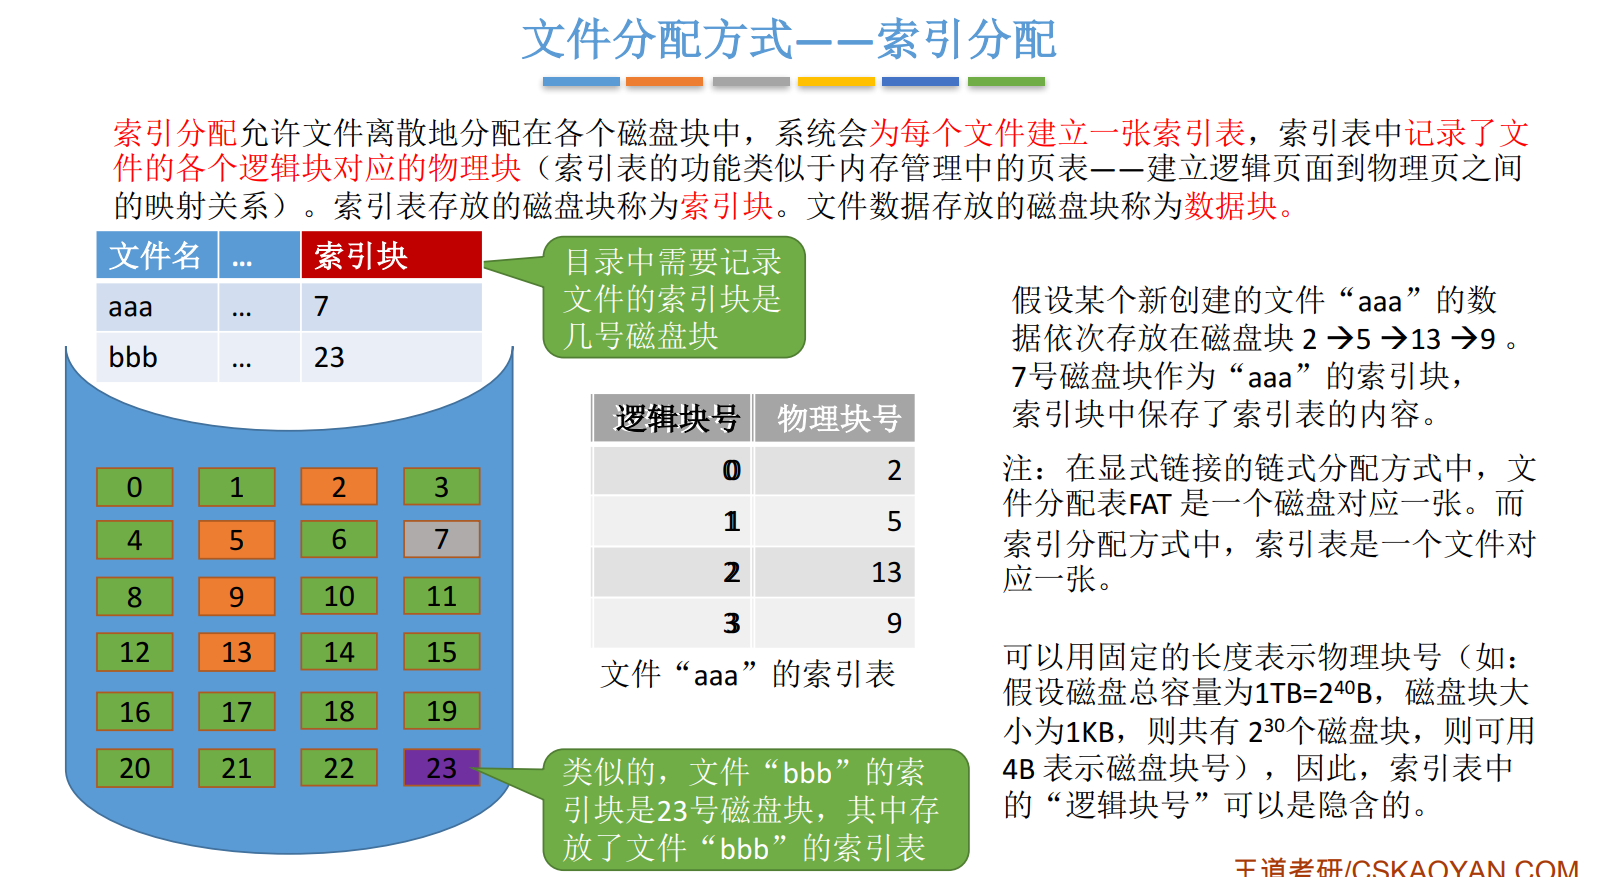 文件分配方式——索引分配
索引分配允许文件离散地分配在各个磁盘块中，系统会为每个文件建立一张索引表，索引表中记录了文
件的各个逻辑块对应的物理块（索引表的功能类似于内存管理中的页表——建立逻辑页面到物理页之间
的映射关系）。索引表存放的磁盘块称为索引块。文件数据存放的磁盘块称为数据块。
文件名 … 索引块
aaa … 7
bbb … 23
目录中需要记录
文件的索引块是
几号磁盘块
0 1 2 3
4 5 6 7
8 9 10 11
12 13 14 15
16 17 18 19
20 21 22 23
逻辑块号 物理块号
0 2
1 5
2 13
3 9
文件“aaa”的索引表
类似的，文件“bbb”的索
引块是23号磁盘块，其中存
放了文件“bbb”的索引表
假设某个新创建的文件“aaa”的数
据依次存放在磁盘块 2 →5 →13 →9 。
7号磁盘块作为“aaa”的索引块，
索引块中保存了索引表的内容。
注：在显式链接的链式分配方式中，文
件分配表FAT 是一个磁盘对应一张。而
索引分配方式中，索引表是一个文件对
应一张。
可以用固定的长度表示物理块号（如：
假设磁盘总容量为1TB=2⁴⁰B，磁盘块大
小为1KB，则共有 2³⁰个磁盘块，则可用
4B 表示磁盘块号），因此，索引表中
的“逻辑块号”可以是隐含的。
王道考研/CSKAOYAN.COM